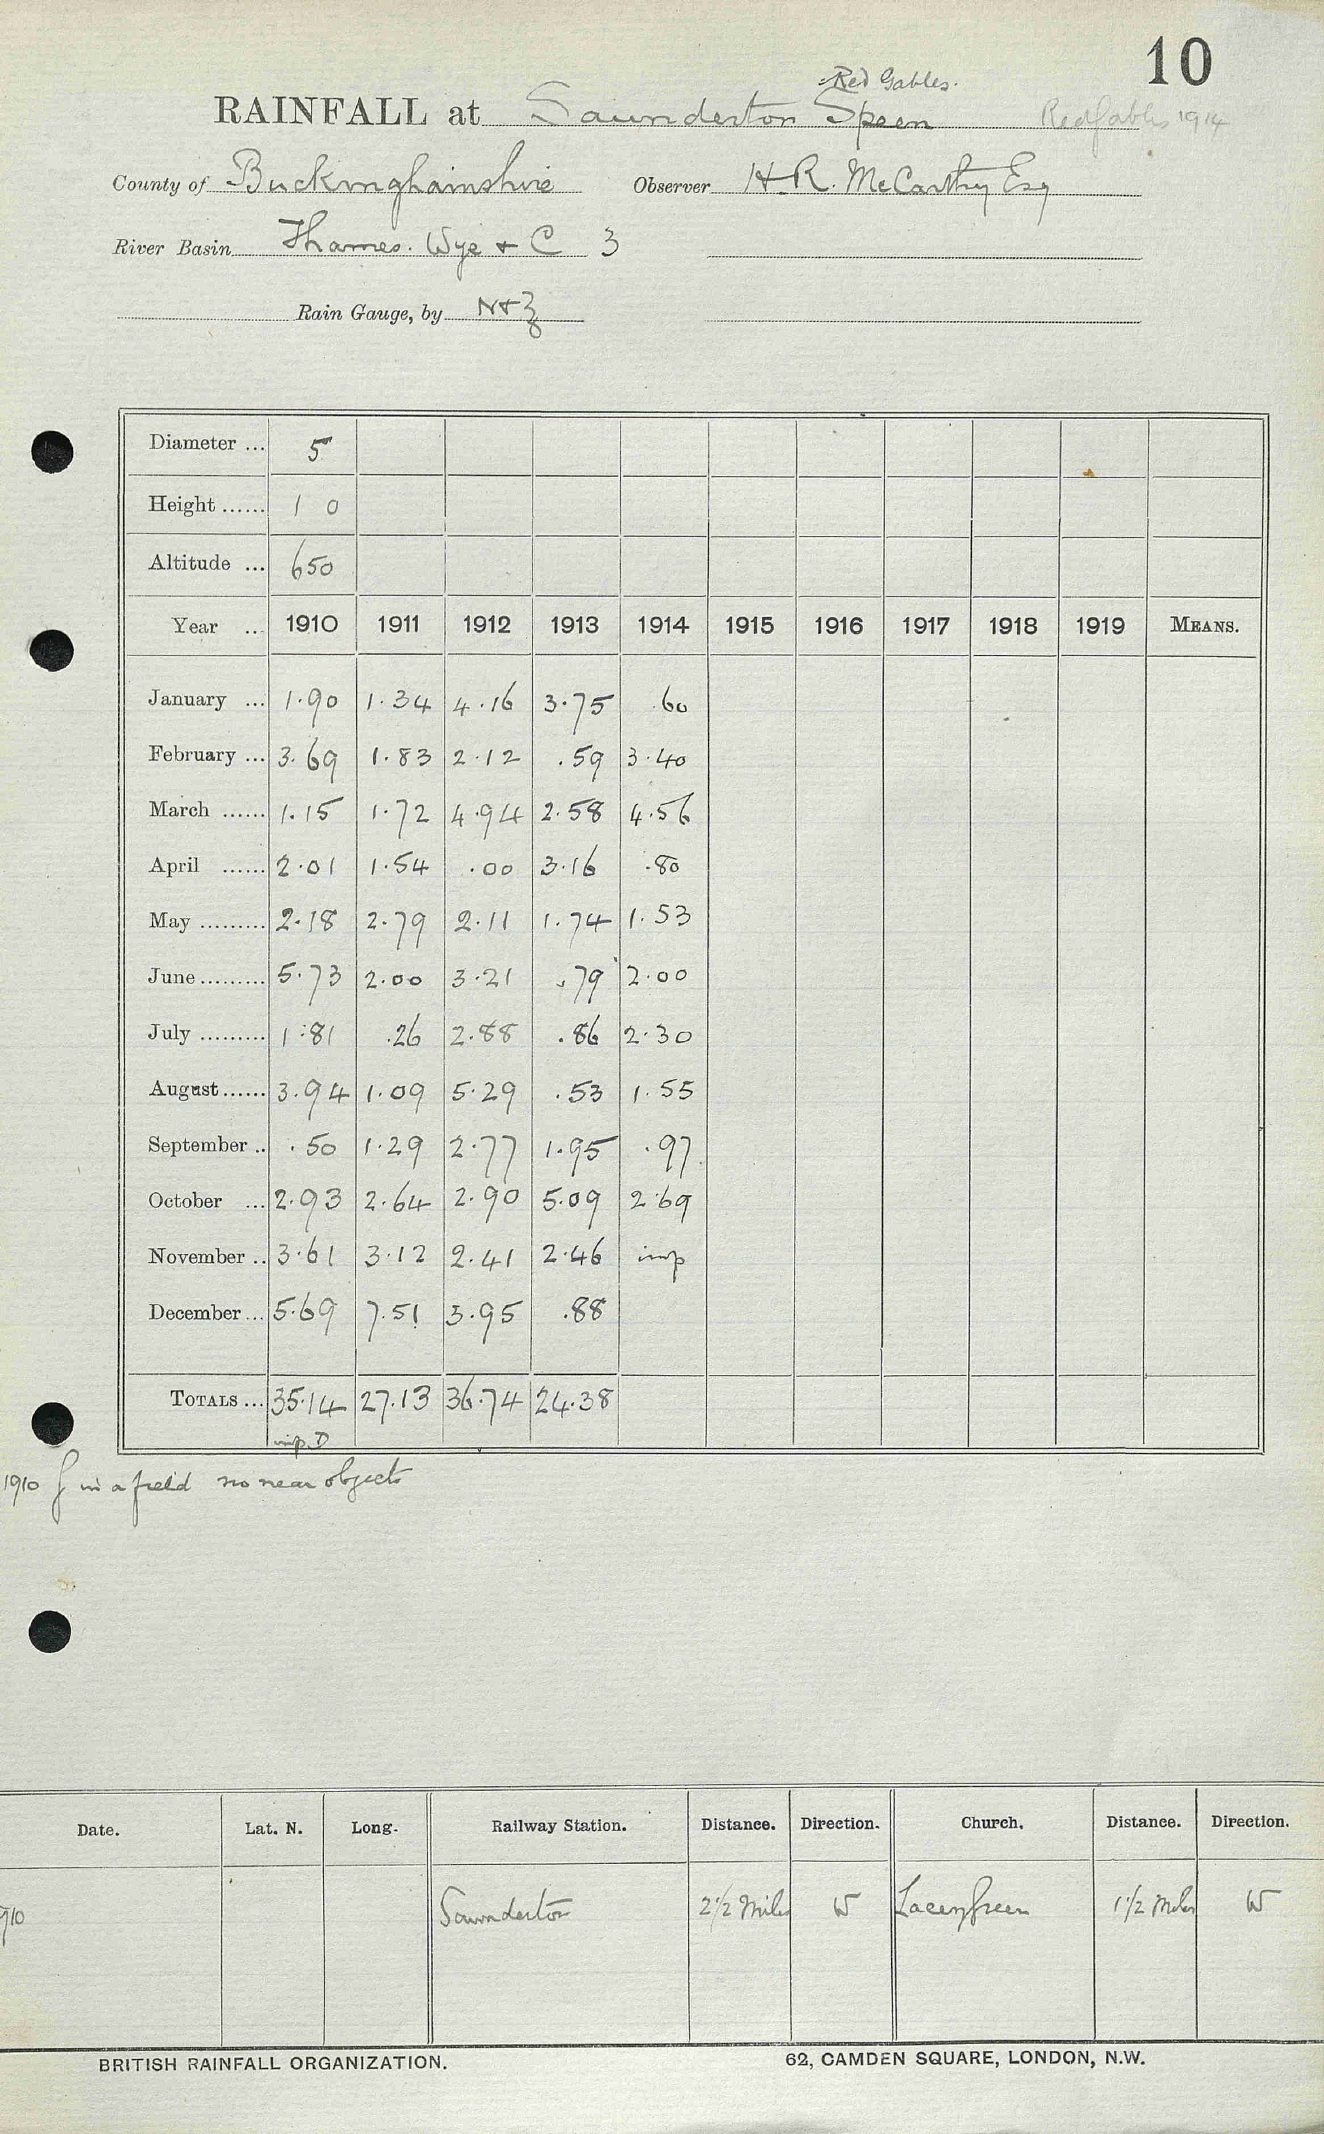 10
Red Gables.
RAINFALL at Saunderton Speen Red Gables 1914
County of Buckinghamshire Observer H. R. McCarthy Esq
River Basin Thames. Wye & C 3
Rain Gauge, by N & Z
Diameter ... 5
Height ...... 1 0
Altitude ... 650
Year ... 1910 1911 1912 1913 1914 1915 1916 1917 1918 1919 MEANS.
January ... 1.90 1.34 4.16 3.75 .60
February ... 3.69 1.83 2.12 .59 3.40
March ...... 1.15 1.72 4.94 2.58 4.56
April ...... 2.01 1.54 .00 3.16 .80
May ......... 2.18 2.79 2.11 1.74 1.53
June ......... 5.73 2.00 3.21 .79 2.00
July ......... 1.81 .26 2.88 .86 2.30
August ...... 3.94 1.09 5.29 .53 1.55
September .. .50 1.29 2.77 1.95 .97
October ... 2.93 2.64 2.90 5.09 2.69
November .. 3.61 3.12 2.41 2.46 imp
December ... 5.69 7.51 3.95 .88
TOTALS ... 35.14 27.13 36.74 24.38
imp. D
1910 G in a field no near objects
Date. Lat. N. Long. Railway Station. Distance. Direction. Church. Distance. Direction.
910 Saunderton 2 1/2 Miles W Lacey Green 1 1/2 Miles W
BRITISH RAINFALL ORGANIZATION. 62, CAMDEN SQUARE, LONDON, N.W.